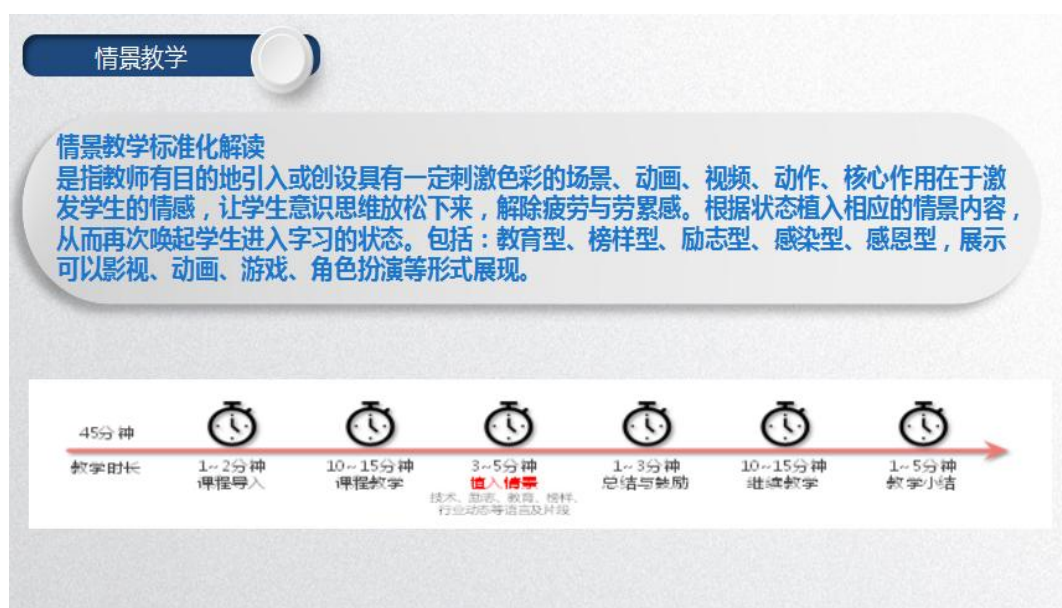 情景教学
情景教学标准化解读
是指教师有目的地引入或创设具有一定刺激色彩的场景、动画、视频、动作、核心作用在于激
发学生的情感，让学生意识思维放松下来，解除疲劳与劳累感。根据状态植入相应的情景内容，
从而再次唤起学生进入学习的状态。包括：教育型、榜样型、励志型、感染型、感恩型，展示
可以影视、动画、游戏、角色扮演等形式展现。
45分钟
教学时长
1~2分钟
课程导入
10~15分钟
课程教学
3~5分钟
植入情景
技术、励志、教育、榜样、
行业动态等语言及片段
1~3分钟
总结与鼓励
10~15分钟
继续教学
1~5分钟
教学小结